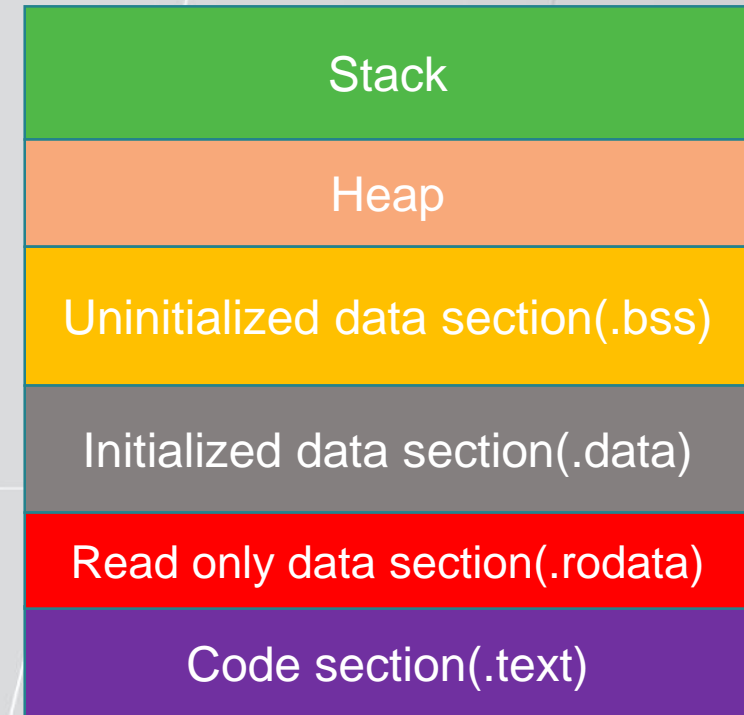 Stack
Heap
Uninitialized data section(.bss)
Initialized data section(.data)
Read only data section(.rodata)
Code section(.text)